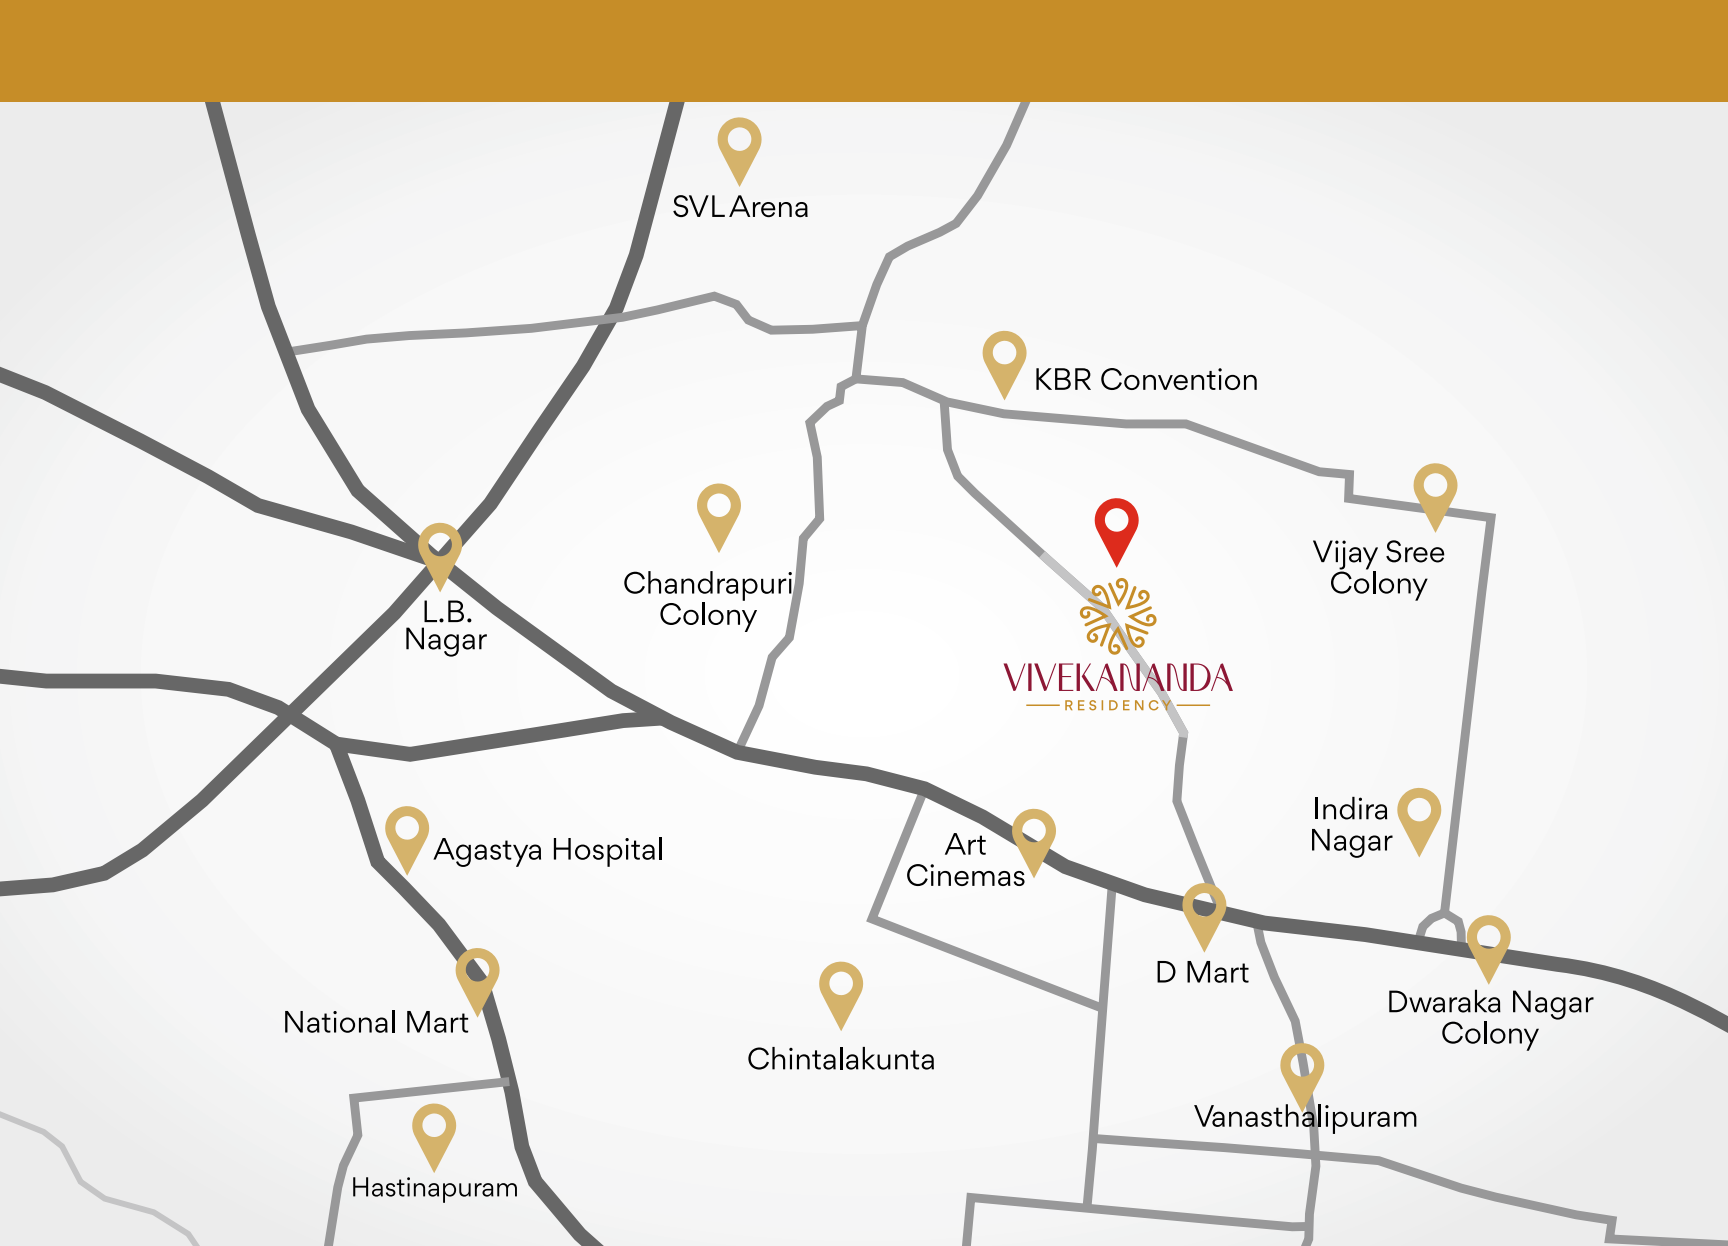 SVL Arena
KBR Convention
Vijay Sree
Colony
Chandrapuri
Colony
L.B.
Nagar
VIVEKANANDA
RESIDENCY
Indira
Nagar
Art
Cinemas
Agastya Hospital
D Mart
Dwaraka Nagar
Colony
National Mart
Chintalakunta
Vanasthalipuram
Hastinapuram